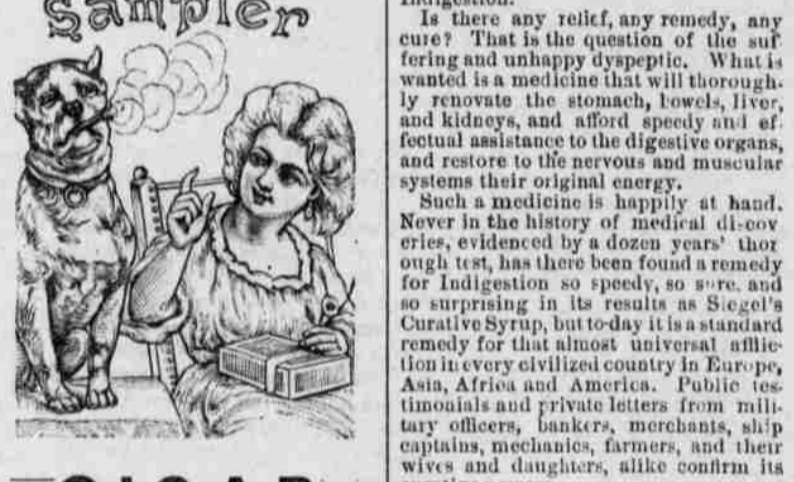 Sampler
CIGAR
Indigestion.
Is there any relief, any remedy, any
cure? That is the question of the suf
fering and unhappy dyspeptic. What is
wanted is a medicine that will thorough-
ly renovate the stomach, bowels, liver,
and kidneys, and afford speedy and ef
fectual assistance to the digestive organs,
and restore to the nervous and muscular
systems their original energy.
Such a medicine is happily at hand.
Never in the history of medical discov
eries, evidenced by a dozen years' thor
ough test, has there been found a remedy
for Indigestion so speedy, so sure, and
so surprising in its results as Siegel's
Curative Syrup, but to-day it is a standard
remedy for that almost universal afflic-
tion in every civilized country in Europe,
Asia, Africa and America. Public tes-
timonials and private letters from mili-
tary officers, bankers, merchants, ship
captains, mechanics, farmers, and their
wives and daughters, alike confirm its